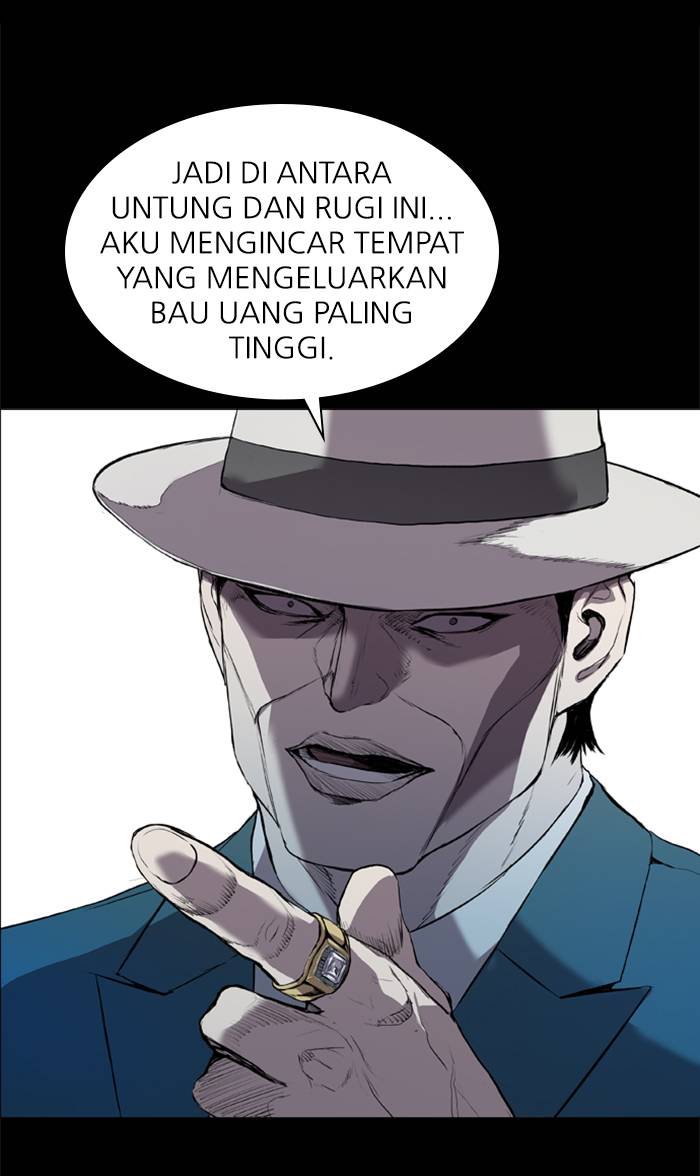 JADI DI ANTARA
UNTUNG DAN RUGI INI...
AKU MENGINCAR TEMPAT
YANG MENGELUARKAN
BAU UANG PALING
TINGGI.